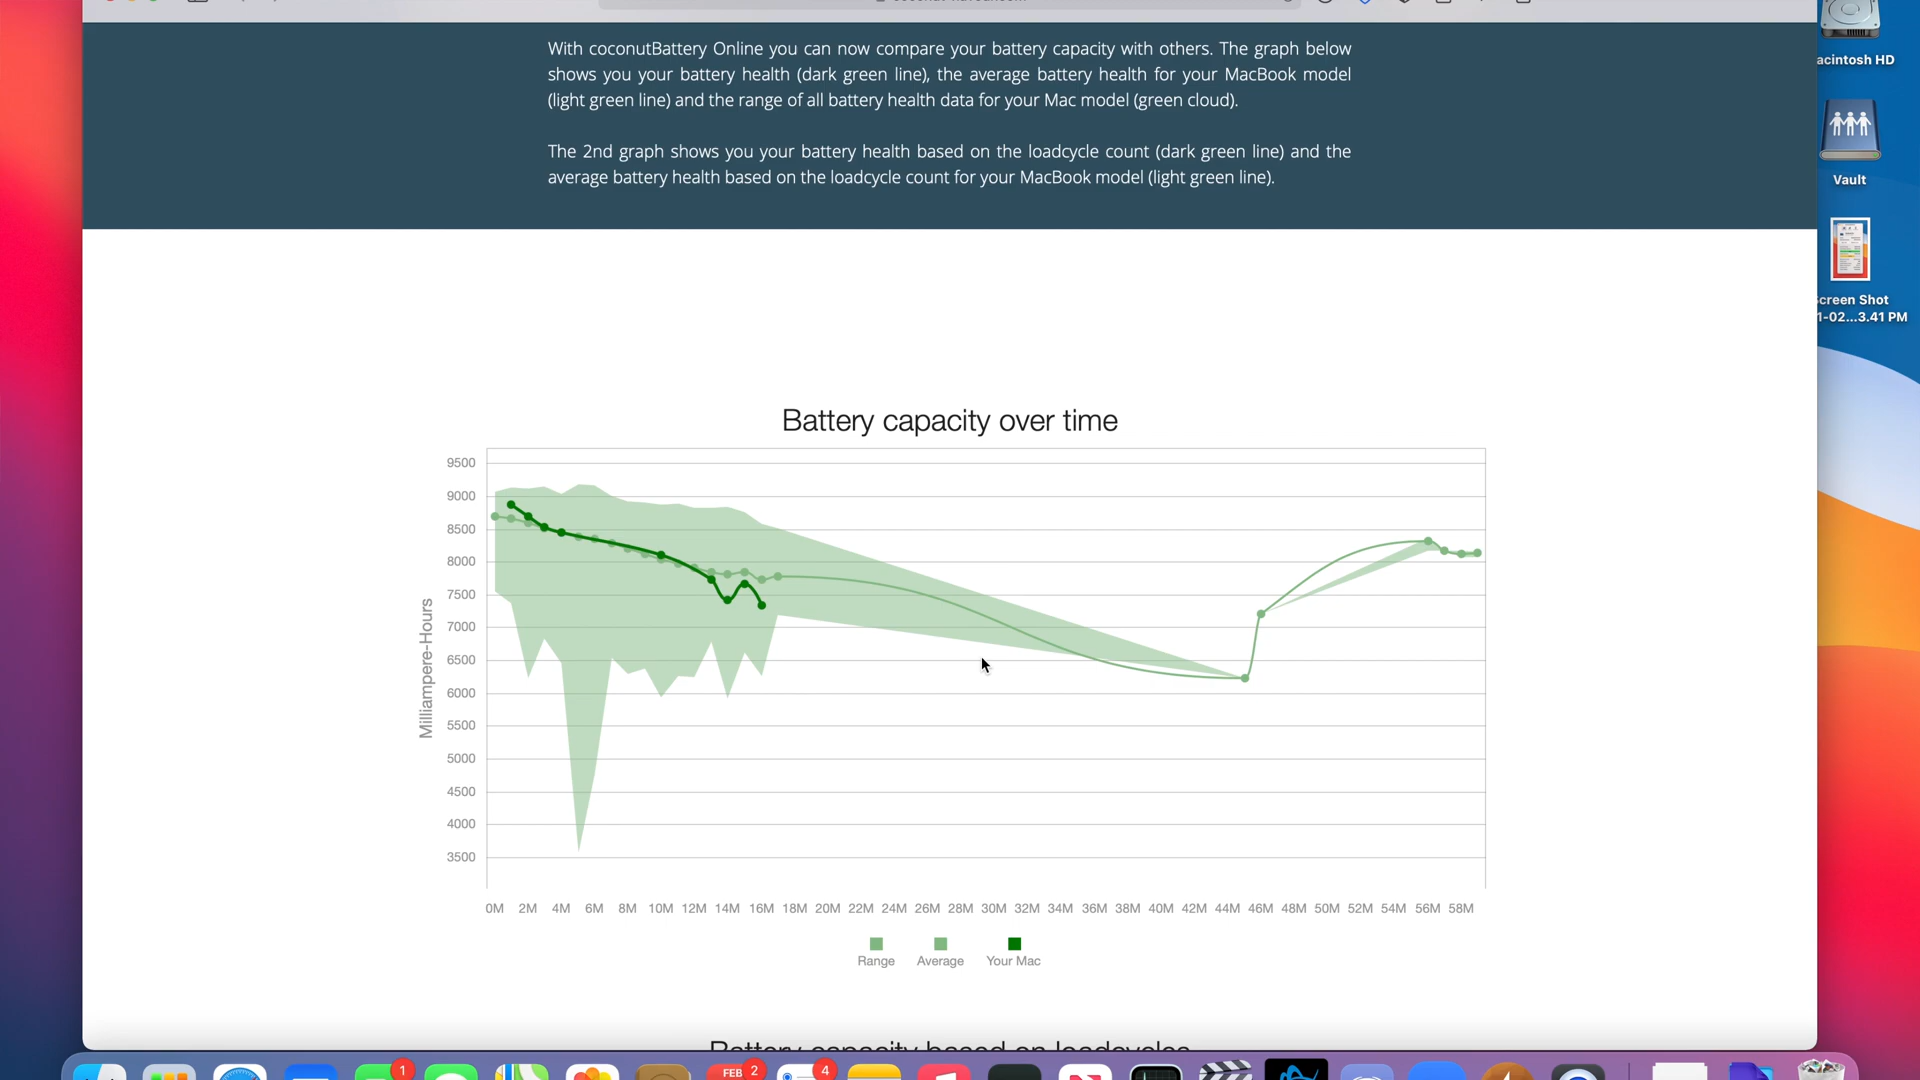 With coconutBattery Online you can now compare your battery capacity with others. The graph below
shows you your battery health (dark green line), the average battery health for your MacBook model
(light green line) and the range of all battery health data for your Mac model (green cloud).
The 2nd graph shows you your battery health based on the loadcycle count (dark green line) and the
average battery health based on the loadcycle count for your MacBook model (light green line).
acintosh HD
Vault
creen Shot
1-02...3.41 PM
Battery capacity over time
Milliampere-Hours
9500
9000
8500
8000
7500
7000
6500
6000
5500
5000
4500
4000
3500
0M 2M 4M 6M 8M 10M 12M 14M 16M 18M 20M 22M 24M 26M 28M 30M 32M 34M 36M 38M 40M 42M 44M 46M 48M 50M 52M 54M 56M 58M
Range Average Your Mac
Battery capacity based on loadcycles
1 FEB 2 4